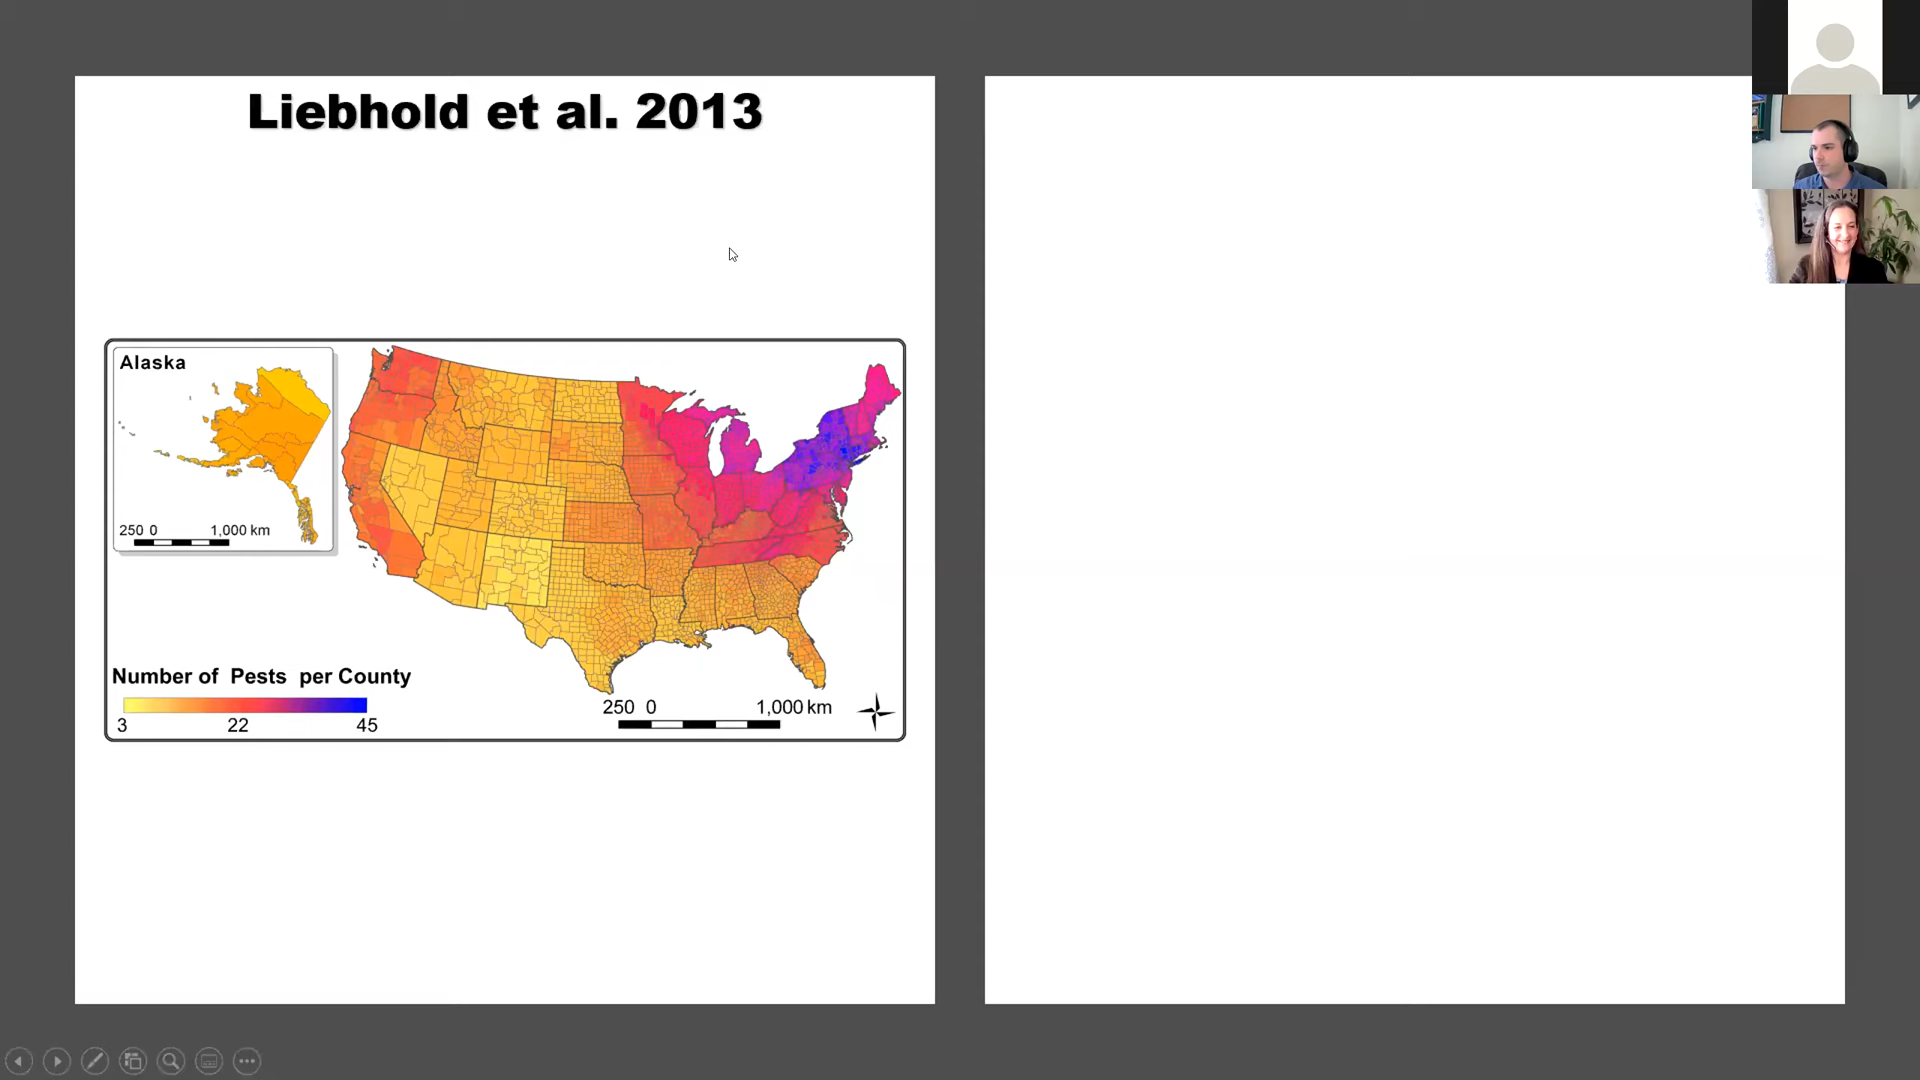 Liebhold et al. 2013
Alaska
250 0 1,000 km
Number of Pests per County
3 22 45
250 0 1,000 km